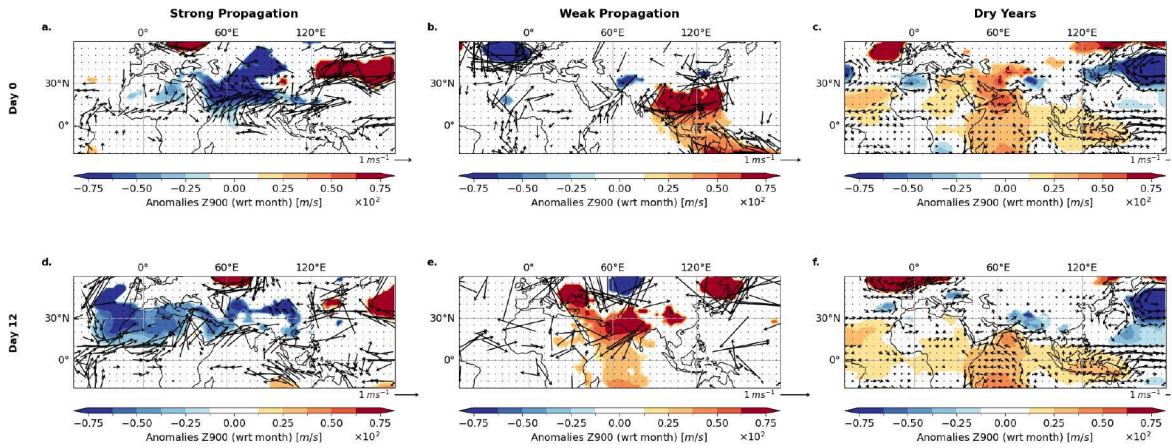 Strong Propagation
Weak Propagation
Dry Years
a.
0°
60°E
120°E
b.
0°
60°E
120°E
c.
0°
60°E
120°E
Day 0
30°N
0°
30°N
0°
30°N
0°
1 ms⁻¹
1 ms⁻¹
1 ms⁻¹
−0.75 −0.50 −0.25 0.00 0.25 0.50 0.75
−0.75 −0.50 −0.25 0.00 0.25 0.50 0.75
−0.75 −0.50 −0.25 0.00 0.25 0.50 0.75
Anomalies Z900 (wrt month) [m/s] ×10²
Anomalies Z900 (wrt month) [m/s] ×10²
Anomalies Z900 (wrt month) [m/s] ×10²
d.
0°
60°E
120°E
e.
0°
60°E
120°E
f.
0°
60°E
120°E
Day 12
30°N
0°
30°N
0°
30°N
0°
1 ms⁻¹
1 ms⁻¹
1 ms⁻¹
−0.75 −0.50 −0.25 0.00 0.25 0.50 0.75
−0.75 −0.50 −0.25 0.00 0.25 0.50 0.75
−0.75 −0.50 −0.25 0.00 0.25 0.50 0.75
Anomalies Z900 (wrt month) [m/s] ×10²
Anomalies Z900 (wrt month) [m/s] ×10²
Anomalies Z900 (wrt month) [m/s] ×10²